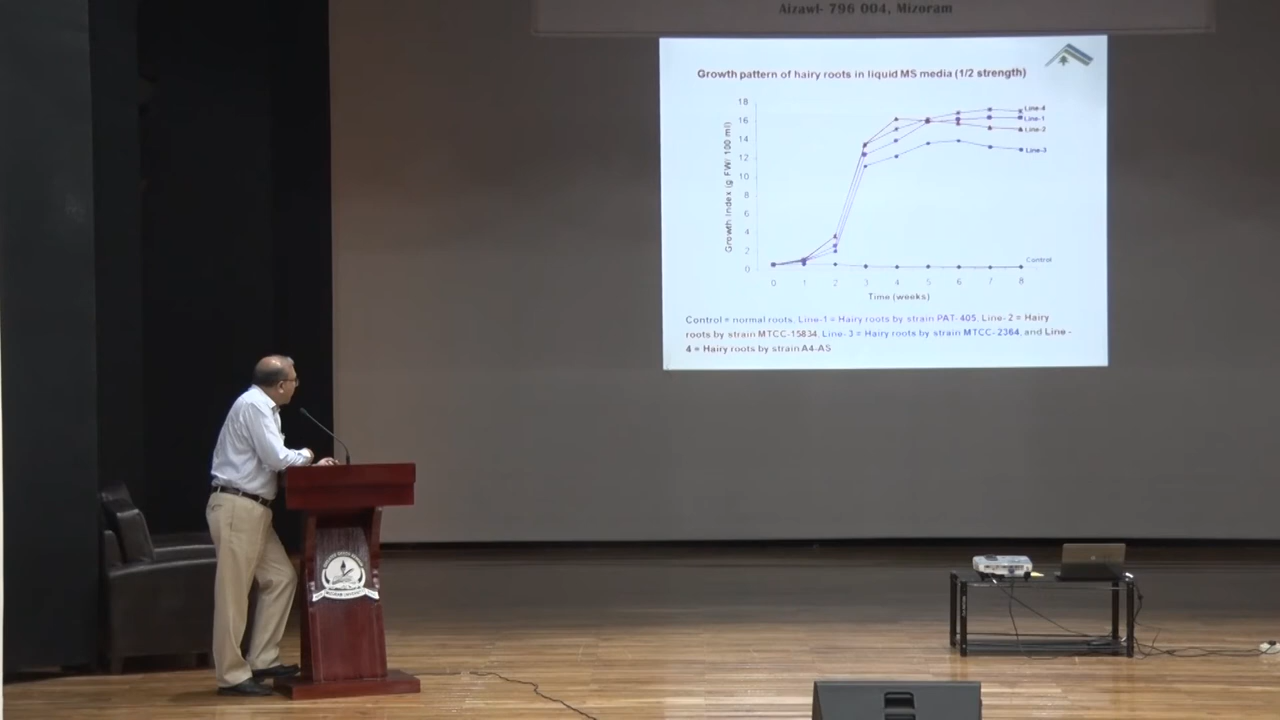 Aizawl- 796 004, Mizoram
Growth pattern of hairy roots in liquid MS media (1/2 strength)
Growth Index (g FW/ 100 ml)
18
16
14
12
10
8
6
4
2
0
Line-4
Line-1
Line-2
Line-3
Control
0 1 2 3 4 5 6 7 8
Time (weeks)
Control = normal roots, Line-1 = Hairy roots by strain PAT- 405, Line- 2 = Hairy
roots by strain MTCC-15834, Line- 3 = Hairy roots by strain MTCC- 2364, and Line -
4 = Hairy roots by strain A4-AS
MIZORAM UNIVERSITY